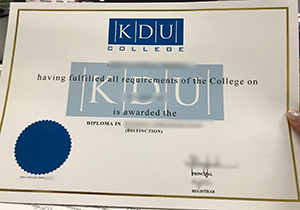 KDU
COLLEGE
having fulfilled all requirements of the College on
KDU
is awarded the
DIPLOMA IN
(DISTINCTION)
REGISTRAR